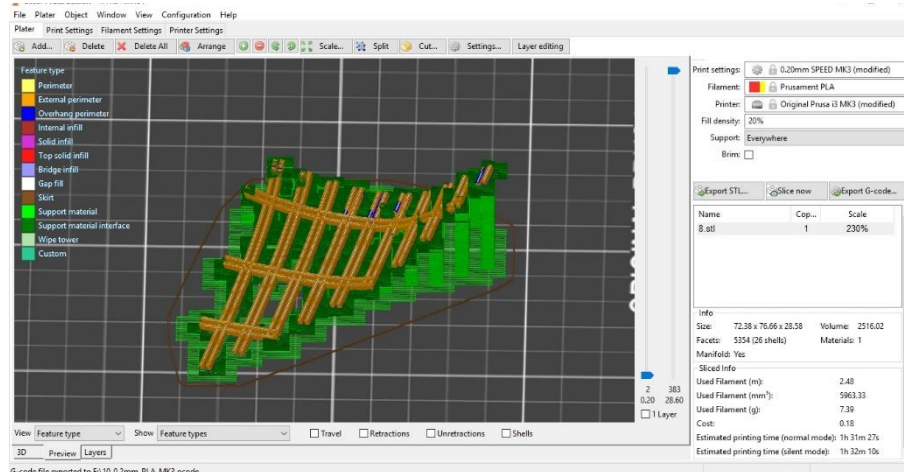 File Plater Object Window View Configuration Help
Plater Print Settings Filament Settings Printer Settings
Add... Delete Delete All Arrange Scale... Split Cut... Settings... Layer editing
Feature type
Perimeter
External perimeter
Overhang perimeter
Internal infill
Solid infill
Top solid infill
Bridge infill
Gap fill
Skirt
Support material
Support material interface
Wipe tower
Custom
2 383
0.20 28.60
1 Layer
View Feature type Show Feature types Travel Retractions Unretractions Shells
3D Preview Layers
G-code file exported to
Print settings: 0.20mm SPEED MK3 (modified)
Filament: Prusament PLA
Printer: Original Prusa i3 MK3 (modified)
Fill density: 20%
Support: Everywhere
Brim:
Export STL... Slice now Export G-code...
Name Cop... Scale
8.stl 1 230%
Info
Size: 72.38 x 76.66 x 28.58 Volume: 2516.02
Facets: 5354 (26 shells) Materials: 1
Manifold: Yes
Sliced Info
Used Filament (m): 2.48
Used Filament (mm³): 5963.33
Used Filament (g): 7.39
Cost: 0.18
Estimated printing time (normal mode): 1h 31m 27s
Estimated printing time (silent mode): 1h 32m 10s